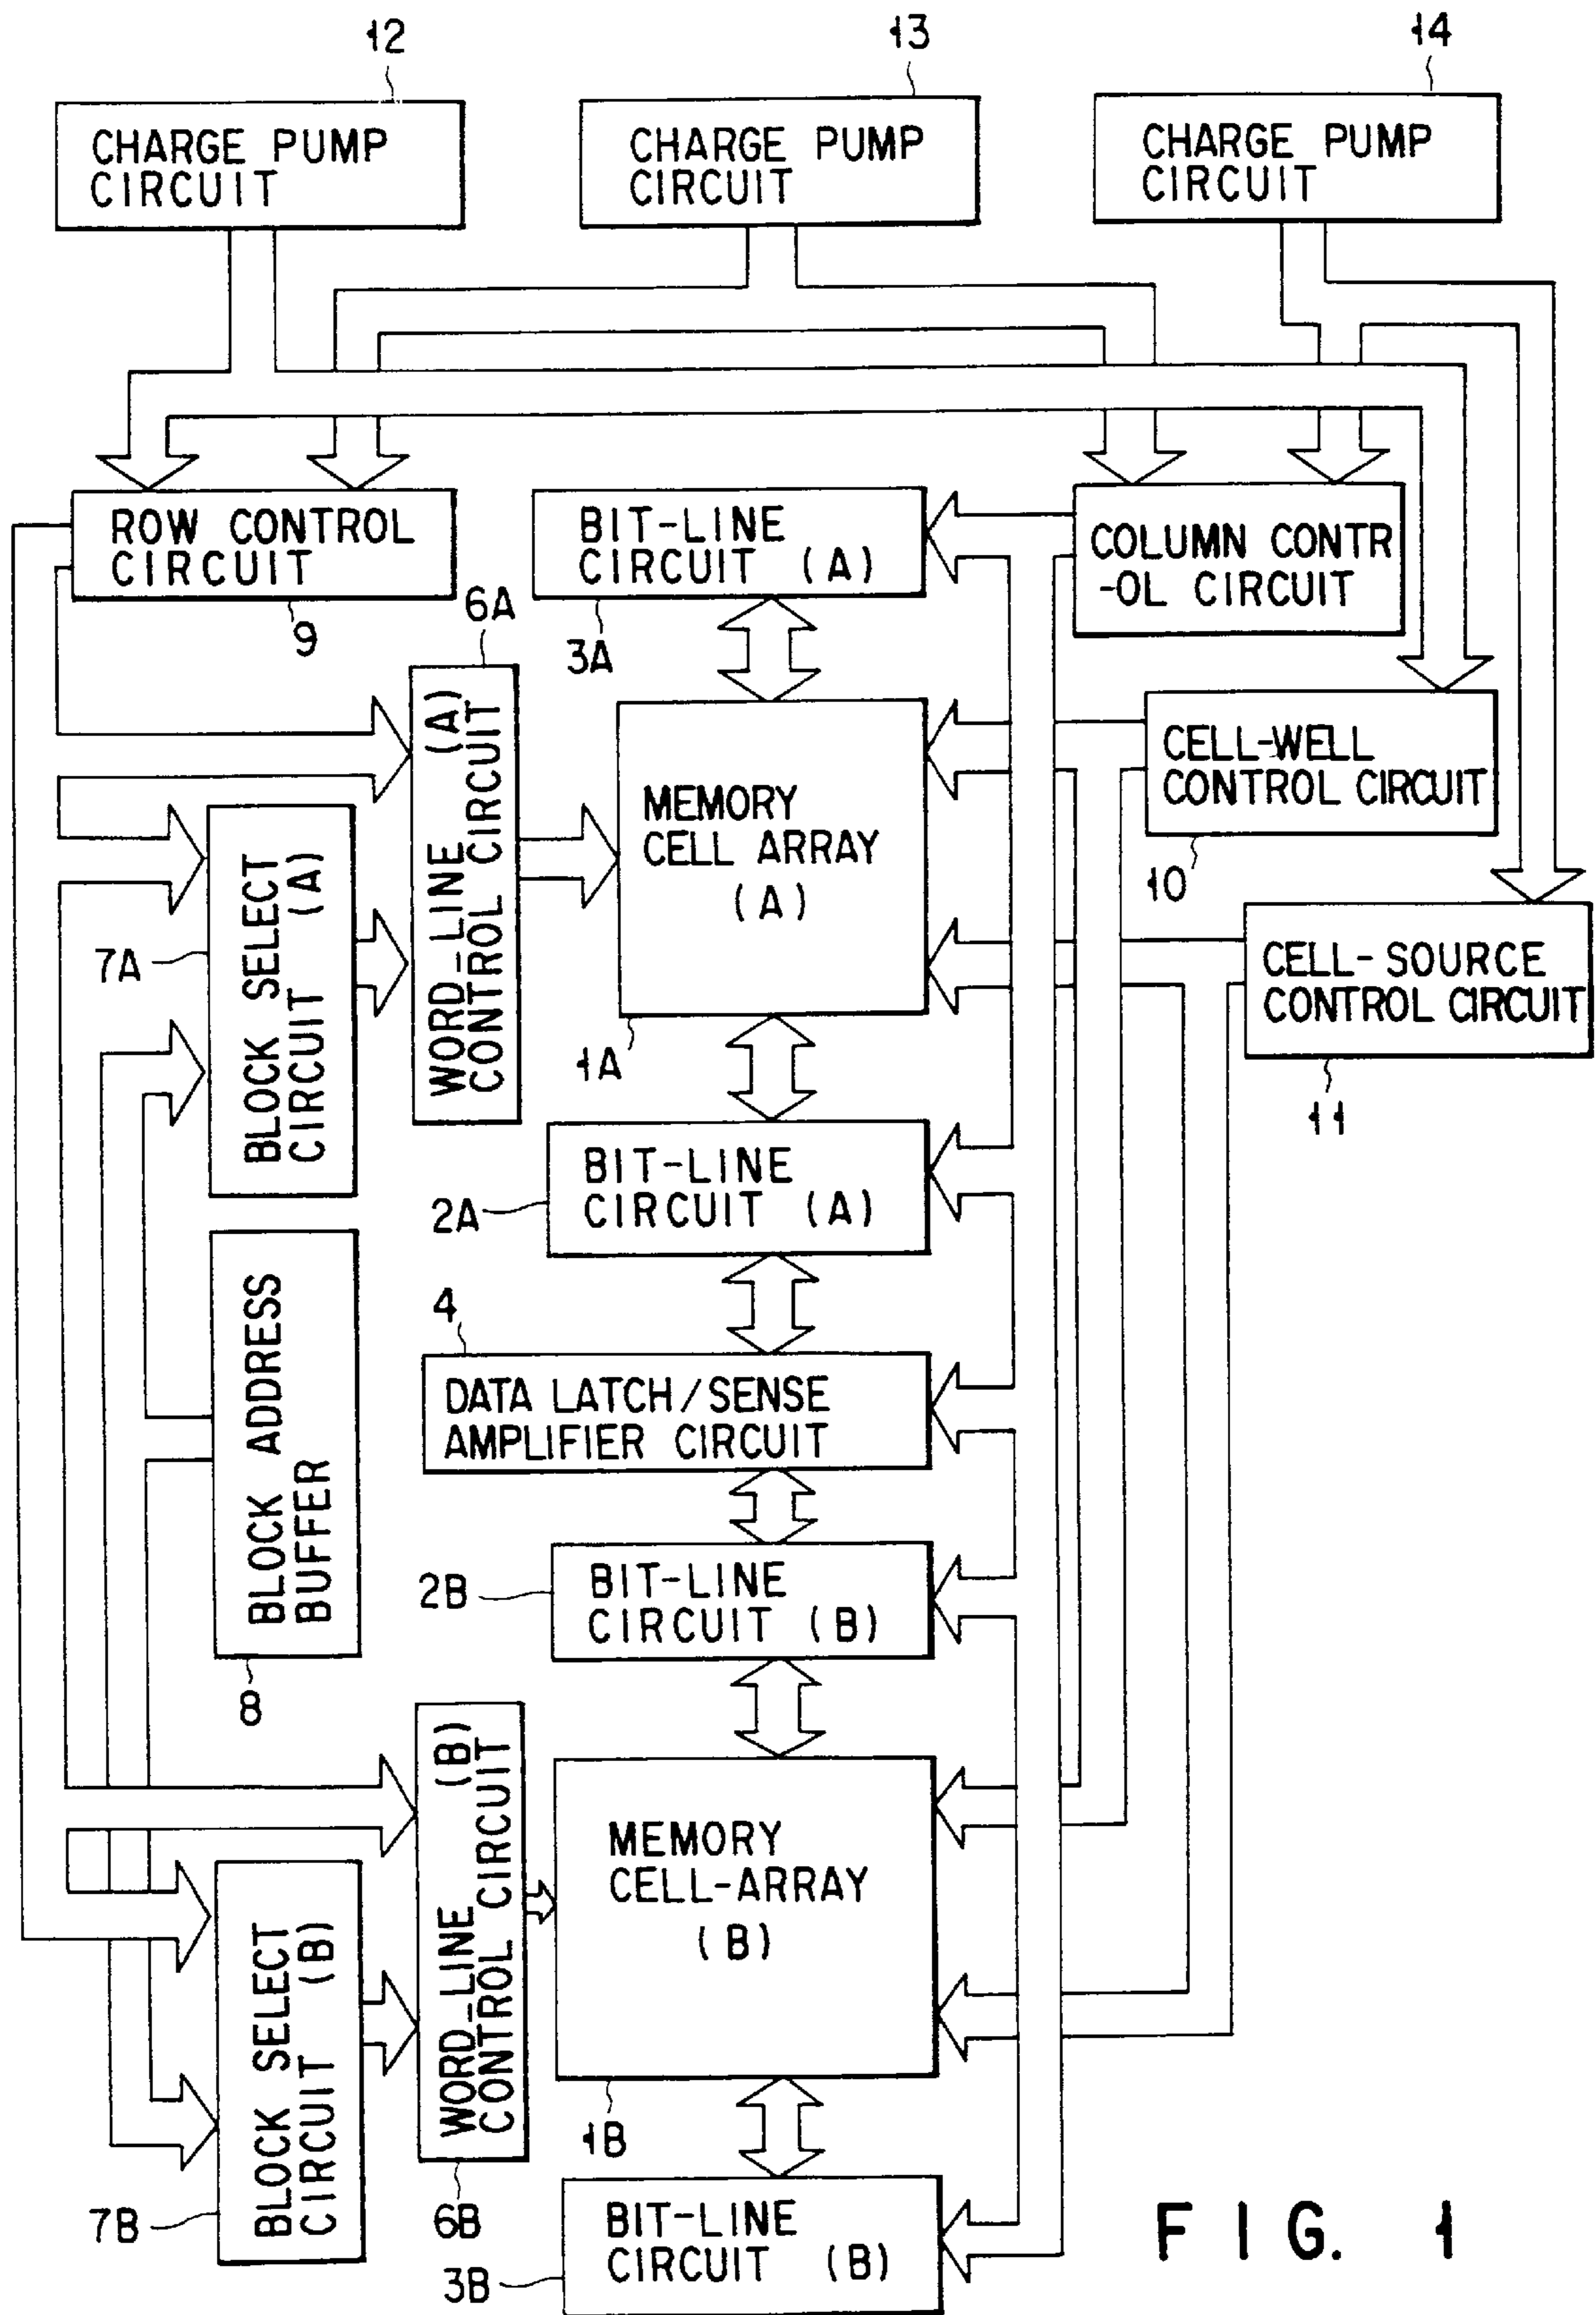 12
13
14
CHARGE PUMP
CIRCUIT
CHARGE PUMP
CIRCUIT
CHARGE PUMP
CIRCUIT
ROW CONTROL
CIRCUIT
9
BIT-LINE
CIRCUIT (A)
3A
COLUMN CONTR
-OL CIRCUIT
6A
WORD_LINE (A)
CONTROL CIRCUIT
MEMORY
CELL ARRAY
(A)
1A
CELL-WELL
CONTROL CIRCUIT
10
BLOCK SELECT
CIRCUIT (A)
7A
CELL-SOURCE
CONTROL CIRCUIT
11
BIT-LINE
CIRCUIT (A)
2A
4
DATA LATCH/SENSE
AMPLIFIER CIRCUIT
BLOCK ADDRESS
BUFFER
8
BIT-LINE
CIRCUIT (B)
2B
WORD_LINE (B)
CONTROL CIRCUIT
6B
MEMORY
CELL-ARRAY
(B)
1B
BLOCK SELECT
CIRCUIT (B)
7B
BIT-LINE
CIRCUIT (B)
3B
FIG. 1